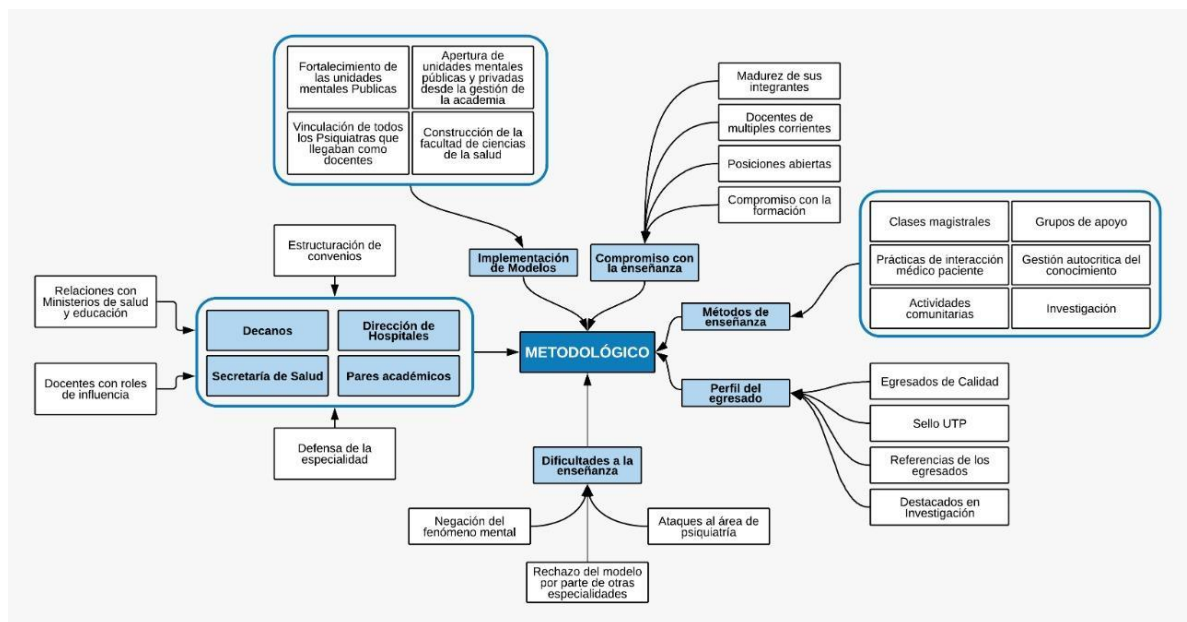 Fortalecimiento de
las unidades
mentales Publicas
Apertura de
unidades mentales
públicas y privadas
desde la gestión de
la academia
Vinculación de todos
los Psiquiatras que
llegaban como
docentes
Construcción de la
facultad de ciencias
de la salud
Madurez de sus
integrantes
Docentes de
multiples corrientes
Posiciones abiertas
Compromiso con la
formación
Clases magistrales
Grupos de apoyo
Prácticas de interacción
médico paciente
Gestión autocritica del
conocimiento
Actividades
comunitarias
Investigación
Estructuración de
convenios
Implementación
de Modelos
Compromiso con
la enseñanza
Relaciones con
Ministerios de salud
y educación
Decanos
Dirección de
Hospitales
Secretaría de Salud
Pares académicos
Docentes con roles
de influencia
Defensa de la
especialidad
METODOLÓGICO
Métodos de
enseñanza
Perfil del
egresado
Egresados de Calidad
Sello UTP
Referencias de los
egresados
Destacados en
Investigación
Dificultades a la
enseñanza
Negación del
fenómeno mental
Ataques al área de
psiquiatría
Rechazo del modelo
por parte de otras
especialidades